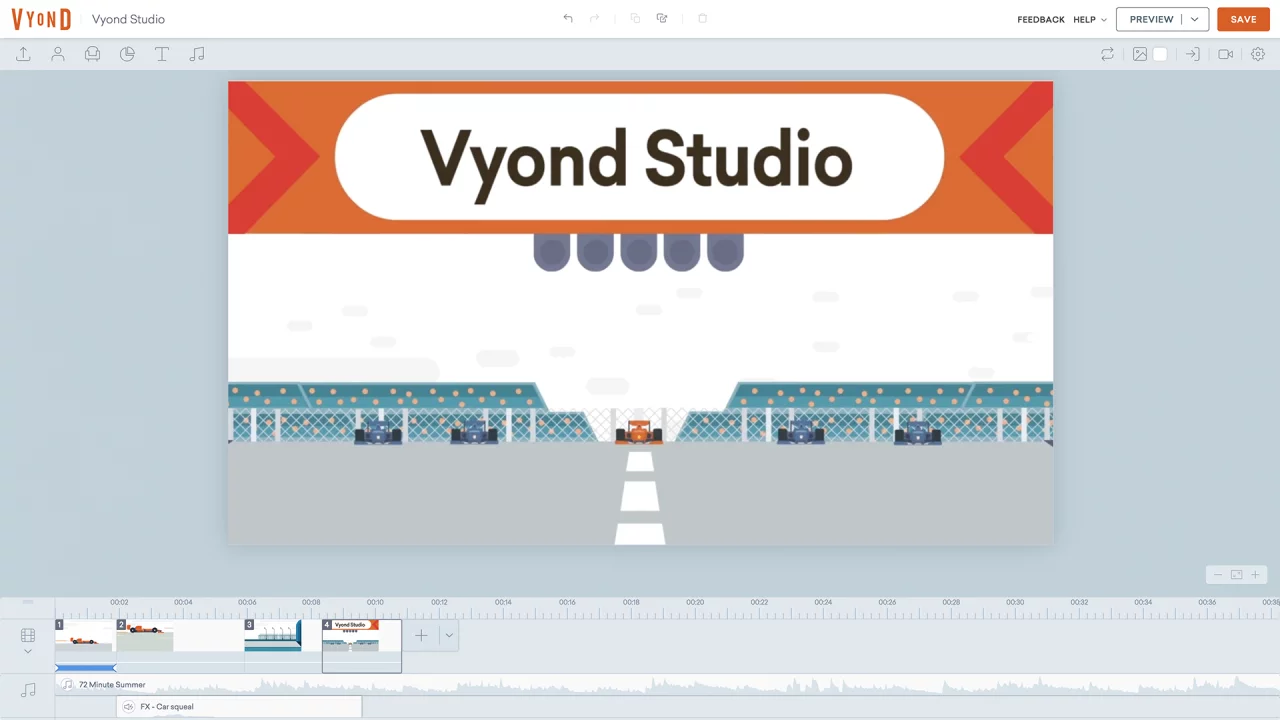 VYOND
Vyond Studio
FEEDBACK
HELP
PREVIEW
SAVE
Vyond Studio
00:02 00:04 00:06 00:08 00:10 00:12 00:14 00:16 00:18 00:20 00:22 00:24 00:26 00:28 00:30 00:32 00:34 00:36 00:38
1 2 3 4 Vyond Studio
72 Minute Summer
FX - Car squeal